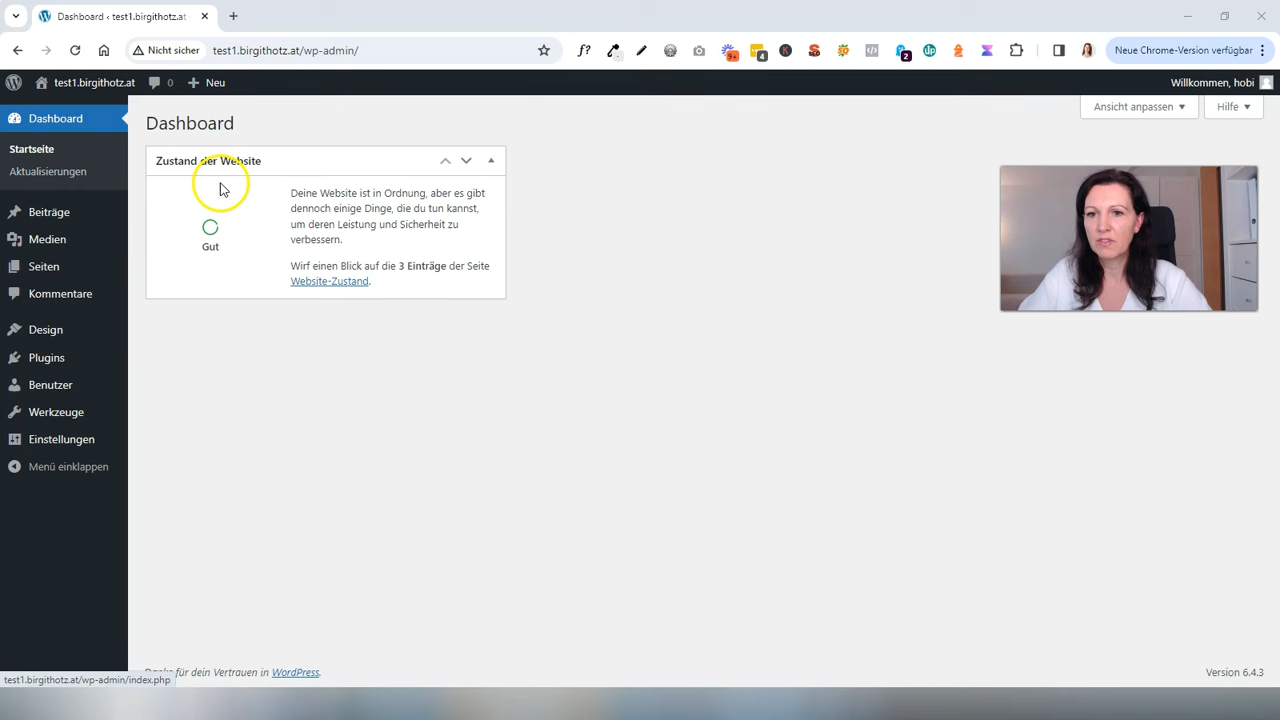 Dashboard ‹ test1.birgithotz.at
Nicht sicher
test1.birgithotz.at/wp-admin/
f?
9+
4
2
Neue Chrome-Version verfügbar
test1.birgithotz.at
0
Neu
Willkommen, hobi
Dashboard
Startseite
Aktualisierungen
Beiträge
Medien
Seiten
Kommentare
Design
Plugins
Benutzer
Werkzeuge
Einstellungen
Menü einklappen
Ansicht anpassen
Hilfe
Dashboard
Zustand der Website
Gut
Deine Website ist in Ordnung, aber es gibt
dennoch einige Dinge, die du tun kannst,
um deren Leistung und Sicherheit zu
verbessern.
Wirf einen Blick auf die 3 Einträge der Seite
Website-Zustand.
Danke für dein Vertrauen in WordPress.
Version 6.4.3
test1.birgithotz.at/wp-admin/index.php